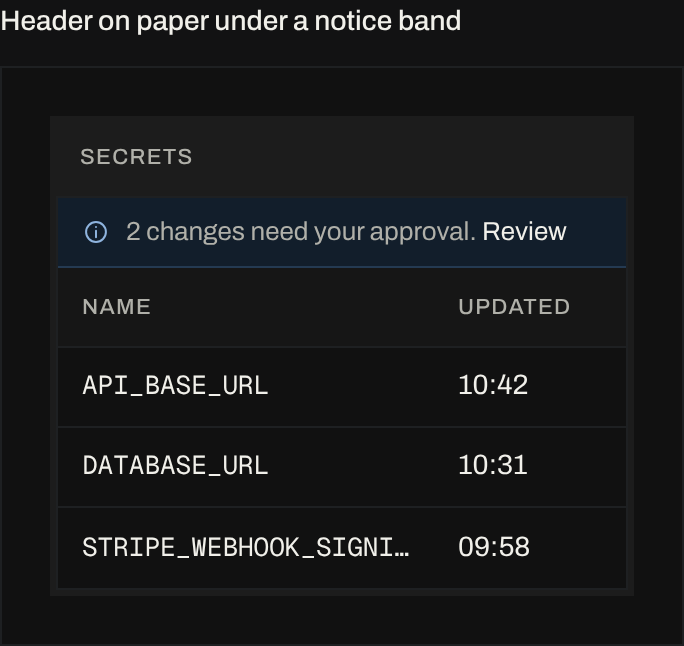 Header on paper under a notice band
SECRETS
2 changes need your approval. Review
NAME UPDATED
API_BASE_URL 10:42
DATABASE_URL 10:31
STRIPE_WEBHOOK_SIGNI… 09:58